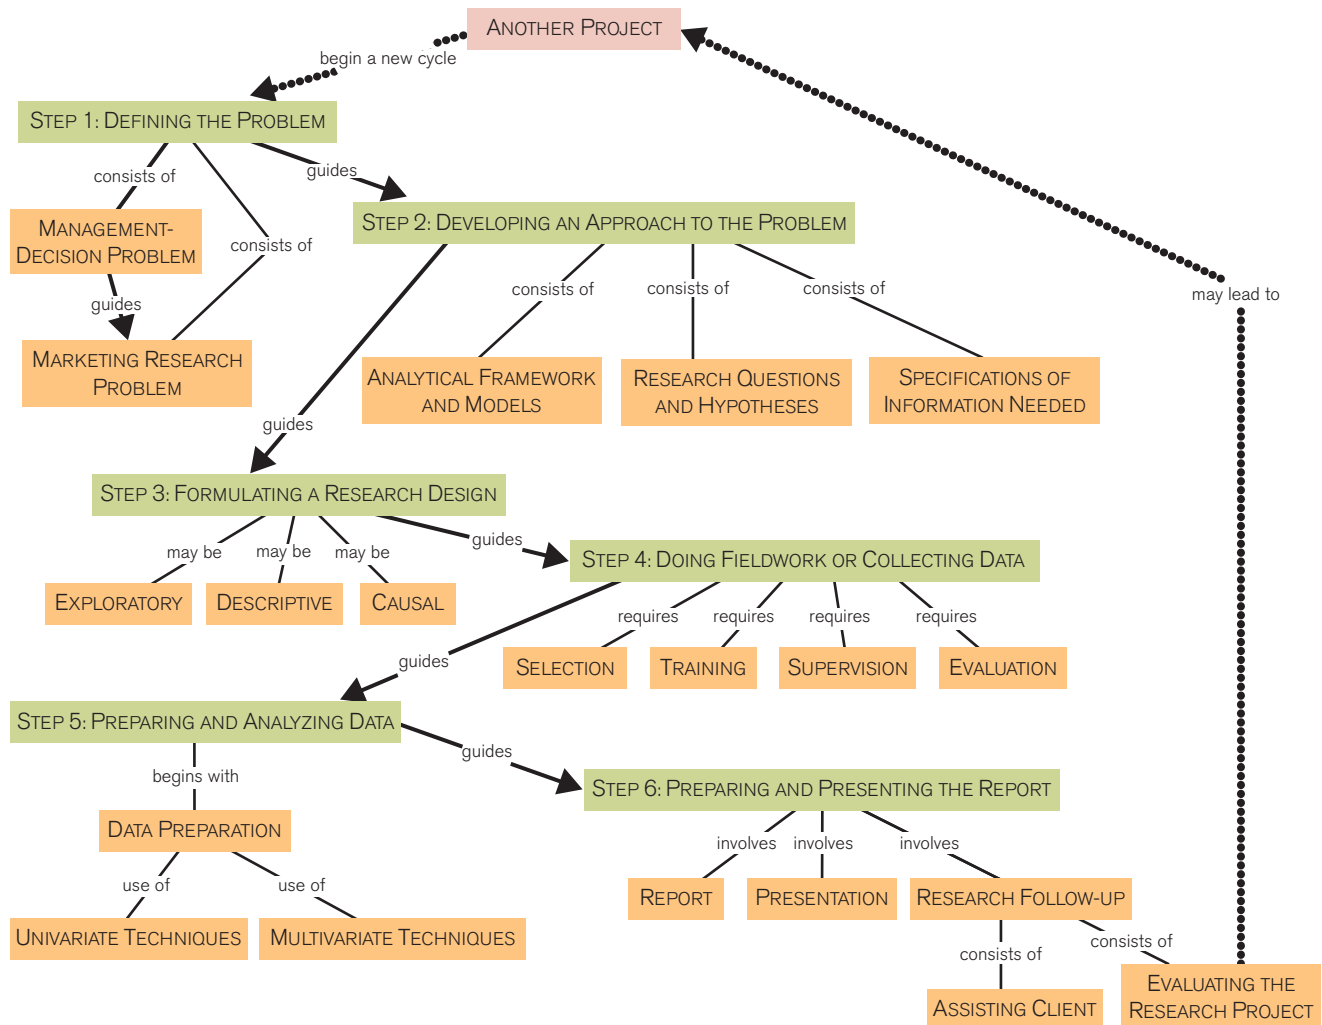 ANOTHER PROJECT
begin a new cycle
STEP 1: DEFINING THE PROBLEM
guides
consists of
MANAGEMENT-
DECISION PROBLEM
consists of
guides
MARKETING RESEARCH
PROBLEM
STEP 2: DEVELOPING AN APPROACH TO THE PROBLEM
consists of
consists of
consists of
may lead to
ANALYTICAL FRAMEWORK
AND MODELS
RESEARCH QUESTIONS
AND HYPOTHESES
SPECIFICATIONS OF
INFORMATION NEEDED
guides
STEP 3: FORMULATING A RESEARCH DESIGN
may be
may be
may be
guides
EXPLORATORY
DESCRIPTIVE
CAUSAL
STEP 4: DOING FIELDWORK OR COLLECTING DATA
requires
requires
requires
requires
SELECTION
TRAINING
SUPERVISION
EVALUATION
guides
STEP 5: PREPARING AND ANALYZING DATA
guides
begins with
DATA PREPARATION
use of
use of
UNIVARIATE TECHNIQUES
MULTIVARIATE TECHNIQUES
STEP 6: PREPARING AND PRESENTING THE REPORT
involves
involves
involves
REPORT
PRESENTATION
RESEARCH FOLLOW-UP
consists of
consists of
ASSISTING CLIENT
EVALUATING THE
RESEARCH PROJECT